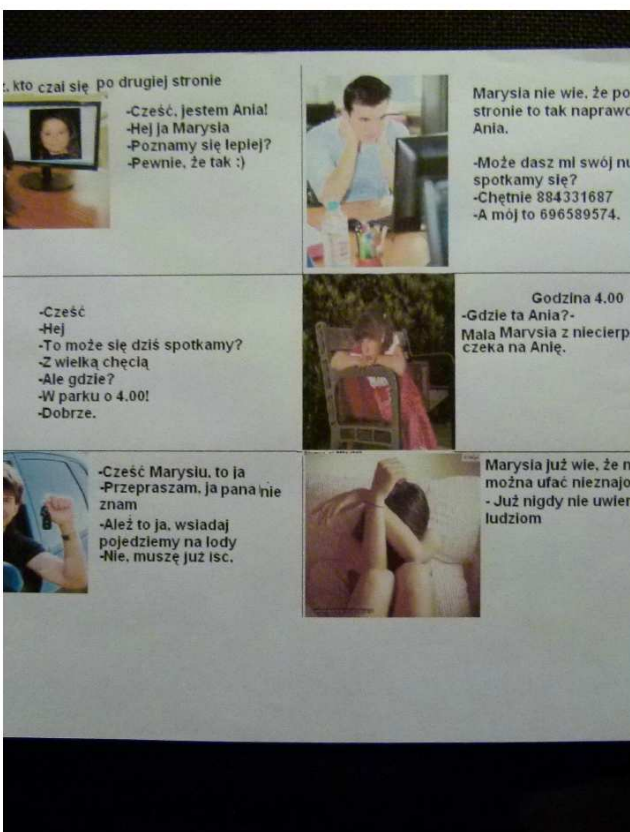 kto czai się po drugiej stronie
-Cześć, jestem Ania!
-Hej ja Marysia
-Poznamy się lepiej?
-Pewnie, że tak :)
Marysia nie wie, że po
stronie to tak naprawdę
Ania.
-Może dasz mi swój nu
spotkamy się?
-Chętnie 884331687
-A mój to 696589574.
-Cześć
-Hej
-To może się dziś spotkamy?
-Z wielką chęcią
-Ale gdzie?
-W parku o 4.00!
-Dobrze.
Godzina 4.00
-Gdzie ta Ania?-
Mała Marysia z niecierp
czeka na Anię.
-Cześć Marysiu, to ja
-Przepraszam, ja pana nie
znam
-Ależ to ja, wsiadaj
pojedziemy na lody
-Nie, muszę już isc.
Marysia już wie, że n
można ufać nieznajo
- Już nigdy nie uwier
ludziom